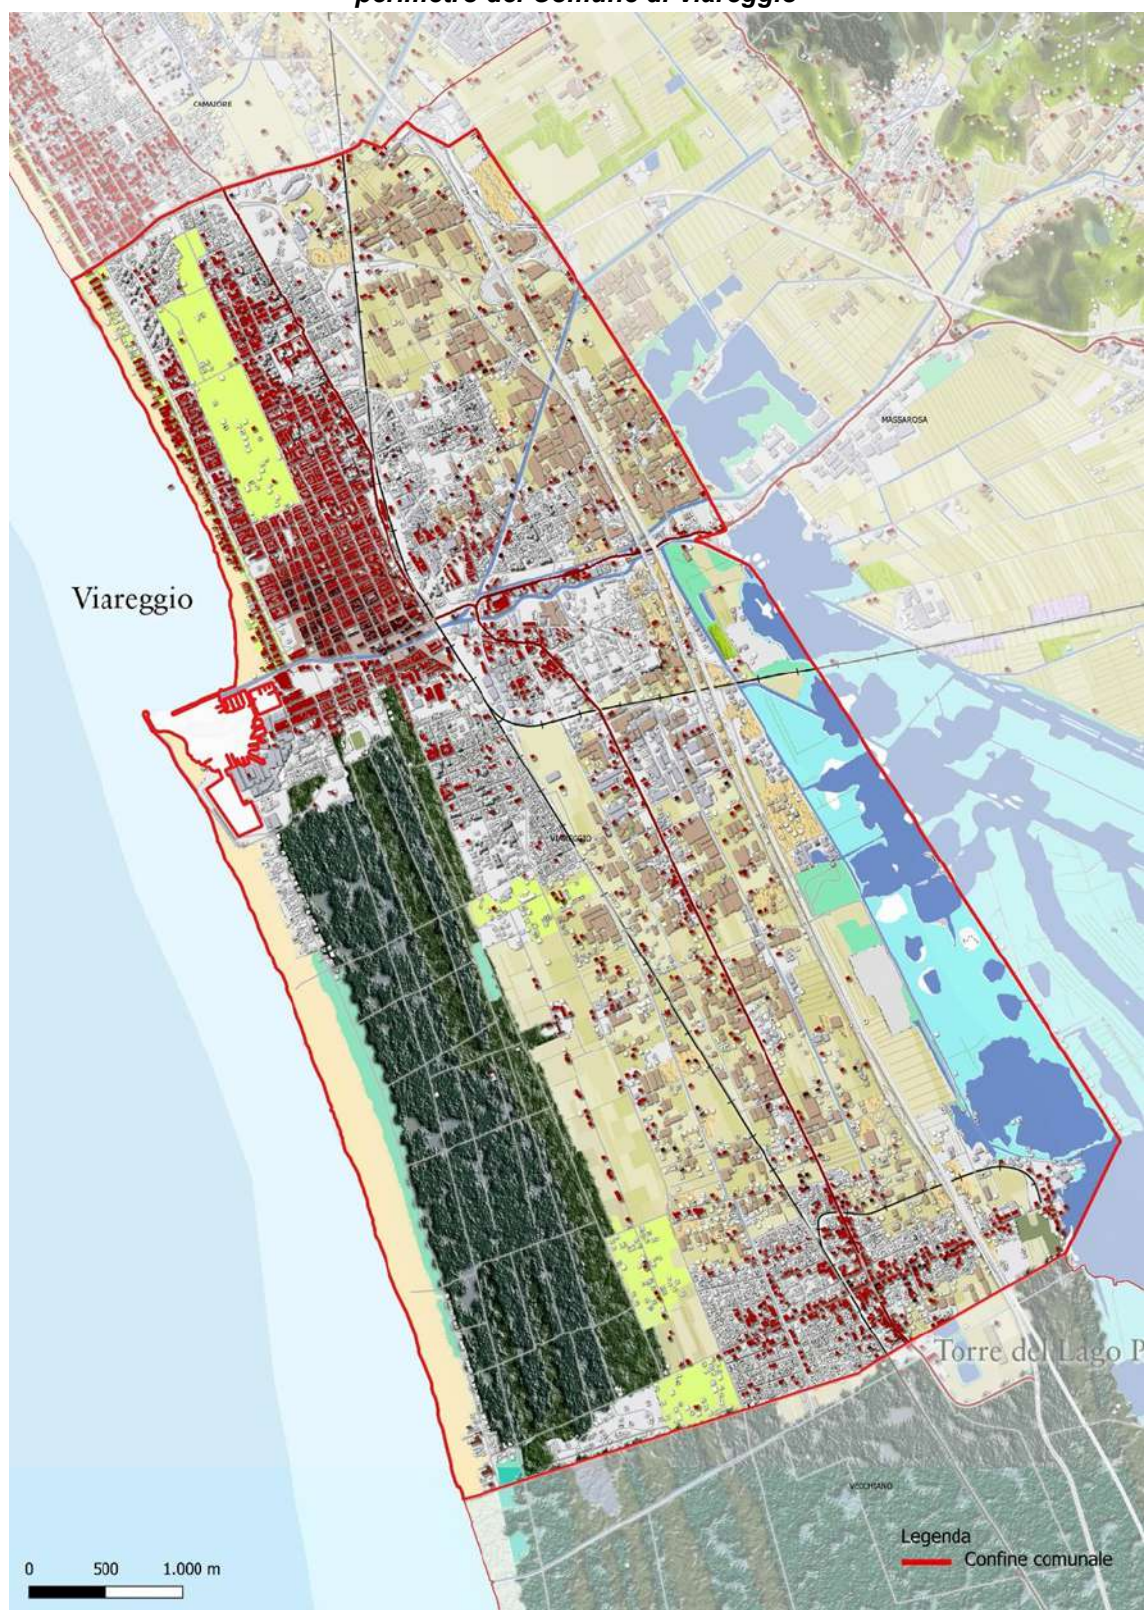 perimetro del Comune di Viareggio
CAMAIORE
MASSAROSA
Viareggio
VIAREGGIO
Torre del Lago P
VECCHIANO
Legenda
Confine comunale
0 500 1.000 m